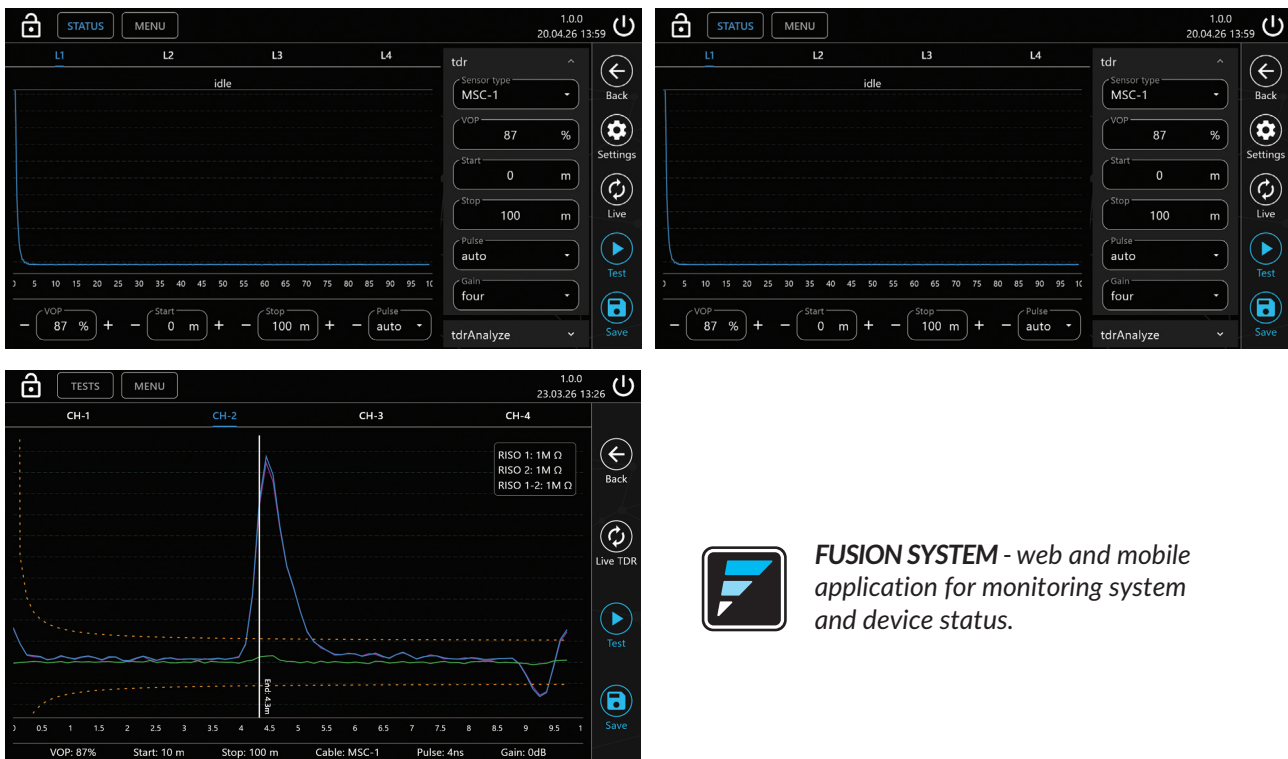 STATUS MENU 1.0.0
20.04.26 13:59
L1 L2 L3 L4
idle
0 5 10 15 20 25 30 35 40 45 50 55 60 65 70 75 80 85 90 95 10
VOP
- 87 % +
Start
- 0 m +
Stop
- 100 m +
Pulse
- auto
tdr
Sensor type
MSC-1
VOP
87 %
Start
0 m
Stop
100 m
Pulse
auto
Gain
four
tdrAnalyze
Back
Settings
Live
Test
Save
STATUS MENU 1.0.0
20.04.26 13:59
L1 L2 L3 L4
idle
0 5 10 15 20 25 30 35 40 45 50 55 60 65 70 75 80 85 90 95 10
VOP
- 87 % +
Start
- 0 m +
Stop
- 100 m +
Pulse
- auto
tdr
Sensor type
MSC-1
VOP
87 %
Start
0 m
Stop
100 m
Pulse
auto
Gain
four
tdrAnalyze
Back
Settings
Live
Test
Save
TESTS MENU 1.0.0
23.03.26 13:26
CH-1 CH-2 CH-3 CH-4
RISO 1: 1M Ω
RISO 2: 1M Ω
RISO 1-2: 1M Ω
End: 4.3m
0 0.5 1 1.5 2 2.5 3 3.5 4 4.5 5 5.5 6 6.5 7 7.5 8 8.5 9 9.5 1
VOP: 87% Start: 10 m Stop: 100 m Cable: MSC-1 Pulse: 4ns Gain: 0dB
Back
Live TDR
Test
Save
FUSION SYSTEM - web and mobile
application for monitoring system
and device status.